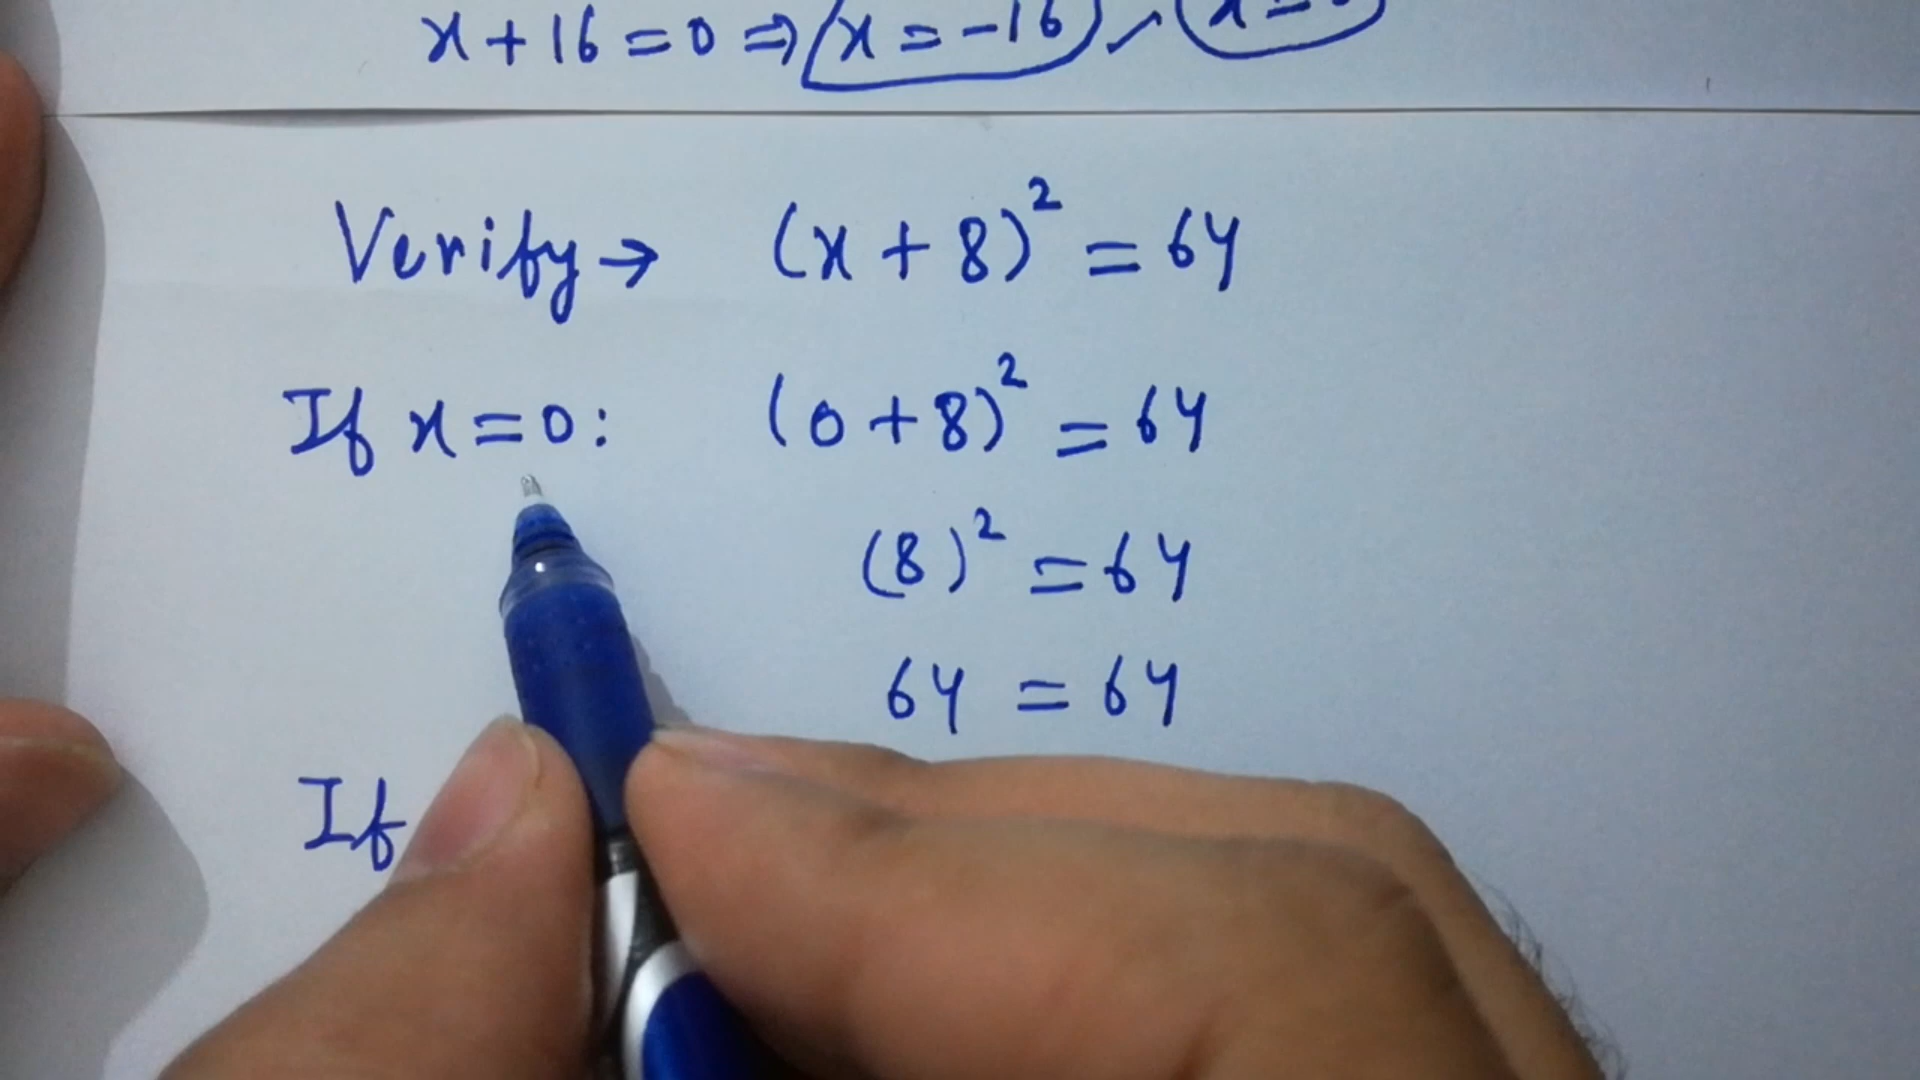 x + 16 = 0 ⇒ x = -16 , x =
Verify → (x + 8)² = 64
If x = 0: (0 + 8)² = 64
(8)² = 64
64 = 64
If